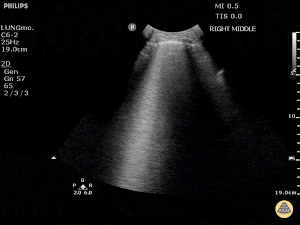 PHILIPS
MI 0.5
TIS 0.0
LUNGmo.
C6-2
25Hz
19.0cm
RIGHT MIDDLE
P
2D
Gen
Gn 57
65
2 / 3 / 3
5
10
G
P R
2.0 6.0
19.0cm